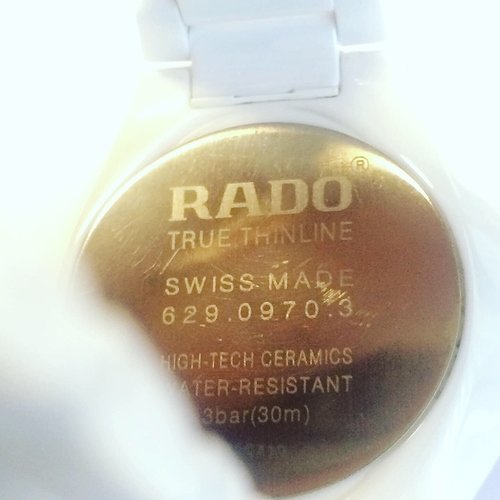 RADO®
TRUE THINLINE
SWISS MADE
629.0970.3
HIGH-TECH CERAMICS
WATER-RESISTANT
3bar(30m)